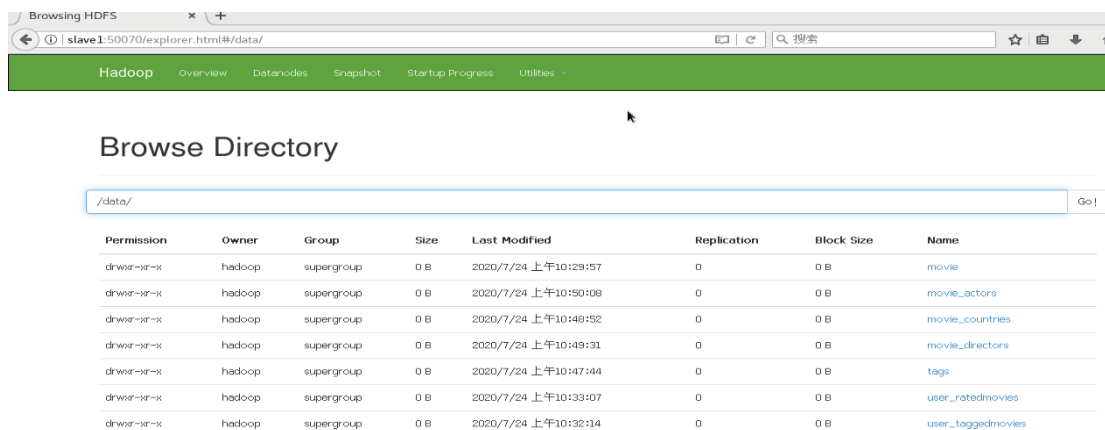 Browsing HDFS
slave1:50070/explorer.html#/data/ 搜索
Hadoop Overview Datanodes Snapshot Startup Progress Utilities
Browse Directory
/data/ Go!
Permission Owner Group Size Last Modified Replication Block Size Name
drwxr-xr-x hadoop supergroup 0 B 2020/7/24 上午10:29:57 0 0 B movie
drwxr-xr-x hadoop supergroup 0 B 2020/7/24 上午10:50:08 0 0 B movie_actors
drwxr-xr-x hadoop supergroup 0 B 2020/7/24 上午10:48:52 0 0 B movie_countries
drwxr-xr-x hadoop supergroup 0 B 2020/7/24 上午10:49:31 0 0 B movie_directors
drwxr-xr-x hadoop supergroup 0 B 2020/7/24 上午10:47:44 0 0 B tags
drwxr-xr-x hadoop supergroup 0 B 2020/7/24 上午10:33:07 0 0 B user_ratedmovies
drwxr-xr-x hadoop supergroup 0 B 2020/7/24 上午10:32:14 0 0 B user_taggedmovies